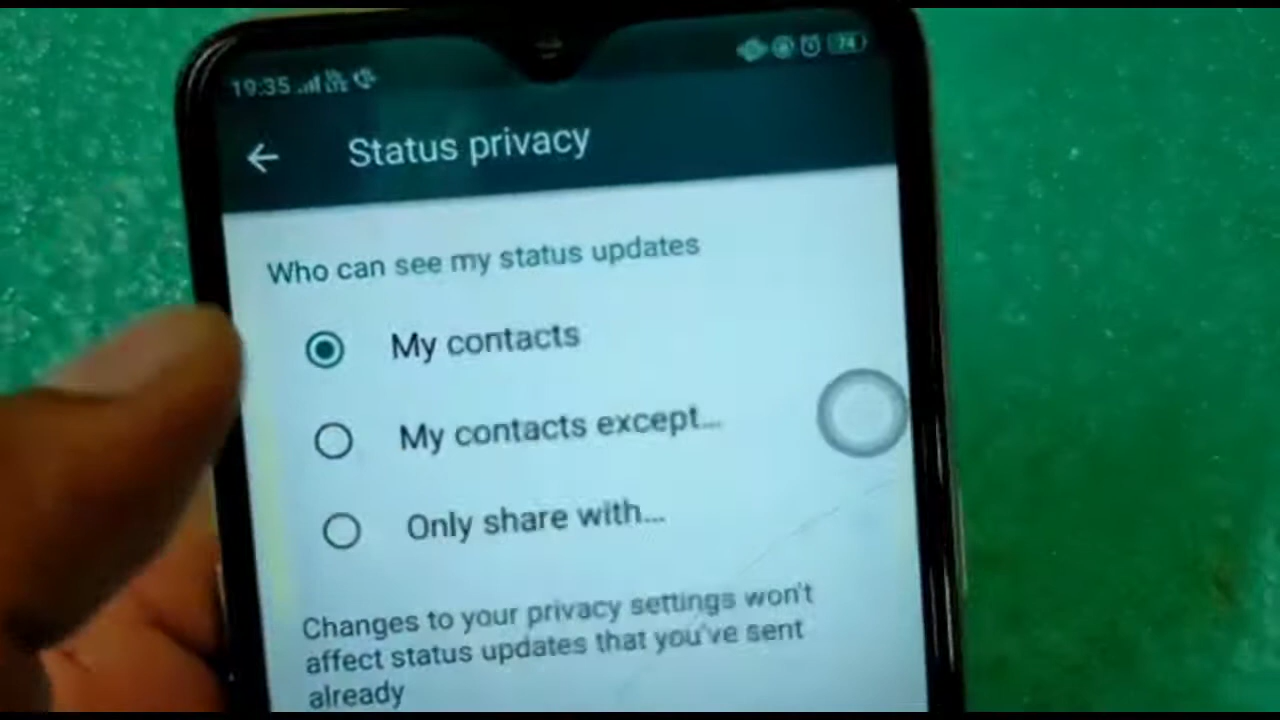 19:35
74
Status privacy
Who can see my status updates
My contacts
My contacts except...
Only share with...
Changes to your privacy settings won't
affect status updates that you've sent
already